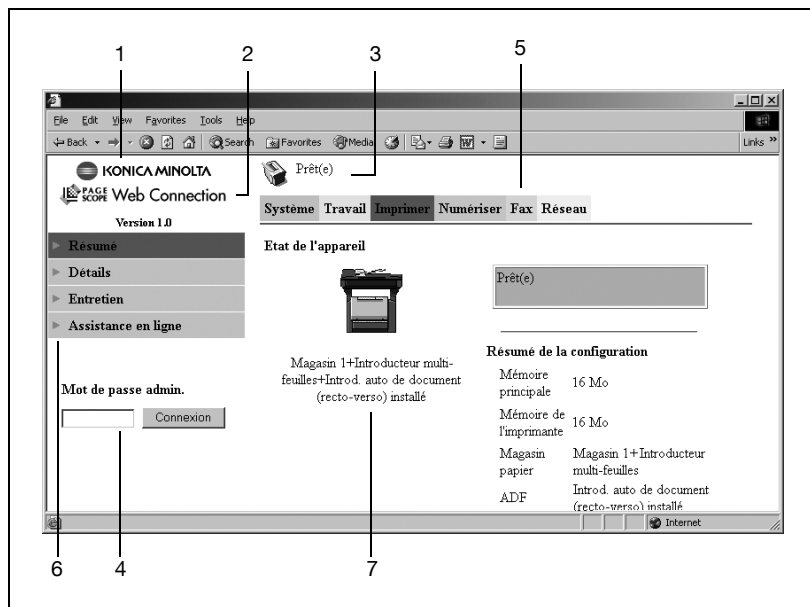 1
2
3
5
File Edit View Favorites Tools Help
Back Search Favorites Media Links »
KONICA MINOLTA
PAGE SCOPE Web Connection
Version 1.0
Prêt(e)
Système Travail Imprimer Numériser Fax Réseau
Résumé
Détails
Entretien
Assistance en ligne
Mot de passe admin.
Connexion
Etat de l'appareil
Magasin 1+Introducteur multi-
feuilles+Introd. auto de document
(recto-verso) installé
Prêt(e)
Résumé de la configuration
Mémoire
principale
16 Mo
Mémoire de
l'imprimante
16 Mo
Magasin
papier
Magasin 1+Introducteur
multi-feuilles
ADF
Introd. auto de document
(recto-verso) installé
Internet
6
4
7